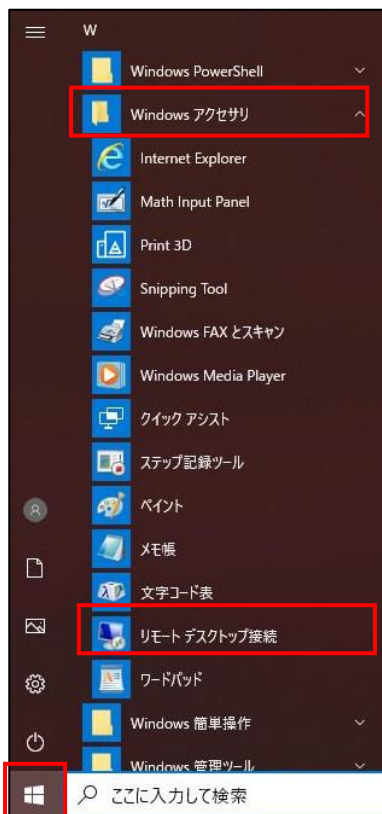 W
Windows PowerShell
Windows アクセサリ
Internet Explorer
Math Input Panel
Print 3D
Snipping Tool
Windows FAX とスキャン
Windows Media Player
クイック アシスト
ステップ記録ツール
ペイント
メモ帳
文字コード表
リモート デスクトップ接続
ワードパッド
Windows 簡単操作
Windows 管理ツール
ここに入力して検索